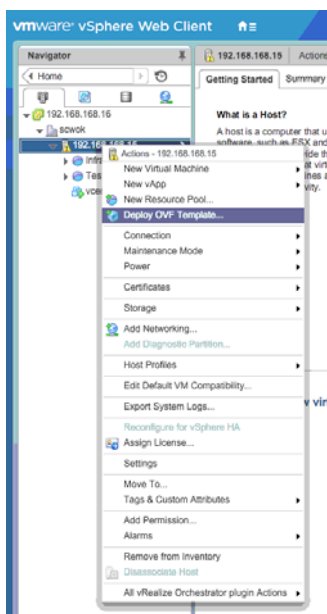 vmware® vSphere Web Client
Navigator
192.168.168.15 Actions
Home
Getting Started Summary
192.168.168.16
scwok
192.168.168.15
What is a Host?
A host is a computer that u
software, such as ESX and
Actions - 192.168.168.15
New Virtual Machine
New vApp
New Resource Pool...
Deploy OVF Template...
Connection
Maintenance Mode
Power
Certificates
Storage
Add Networking...
Add Diagnostic Partition...
Host Profiles
Edit Default VM Compatibility...
Export System Logs...
Reconfigure for vSphere HA
Assign License...
Settings
Move To...
Tags & Custom Attributes
Add Permission...
Alarms
Remove from Inventory
Disassociate Host
All vRealize Orchestrator plugin Actions